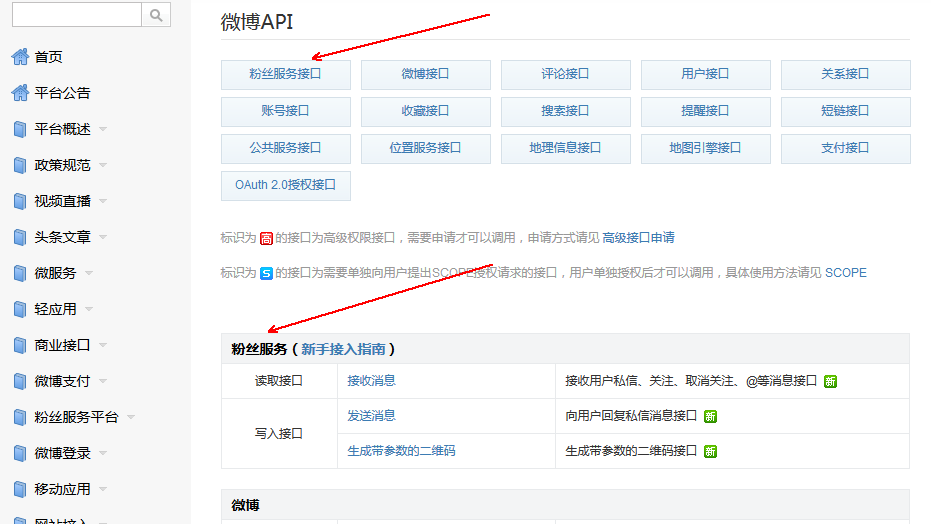 微博API
首页
平台公告
平台概述
政策规范
视频直播
头条文章
微服务
轻应用
商业接口
微博支付
粉丝服务平台
微博登录
移动应用
网站接入
粉丝服务接口 微博接口 评论接口 用户接口 关系接口
账号接口 收藏接口 搜索接口 提醒接口 短链接口
公共服务接口 位置服务接口 地理信息接口 地图引擎接口 支付接口
OAuth 2.0授权接口
标识为 高 的接口为高级权限接口，需要申请才可以调用，申请方式请见 高级接口申请
标识为 S 的接口为需要单独向用户提出SCOPE授权请求的接口，用户单独授权后才可以调用，具体使用方法请见 SCOPE
粉丝服务（新手接入指南）
读取接口 接收消息 接收用户私信、关注、取消关注、@等消息接口 新
写入接口 发送消息 向用户回复私信消息接口 新
生成带参数的二维码 生成带参数的二维码接口 新
微博